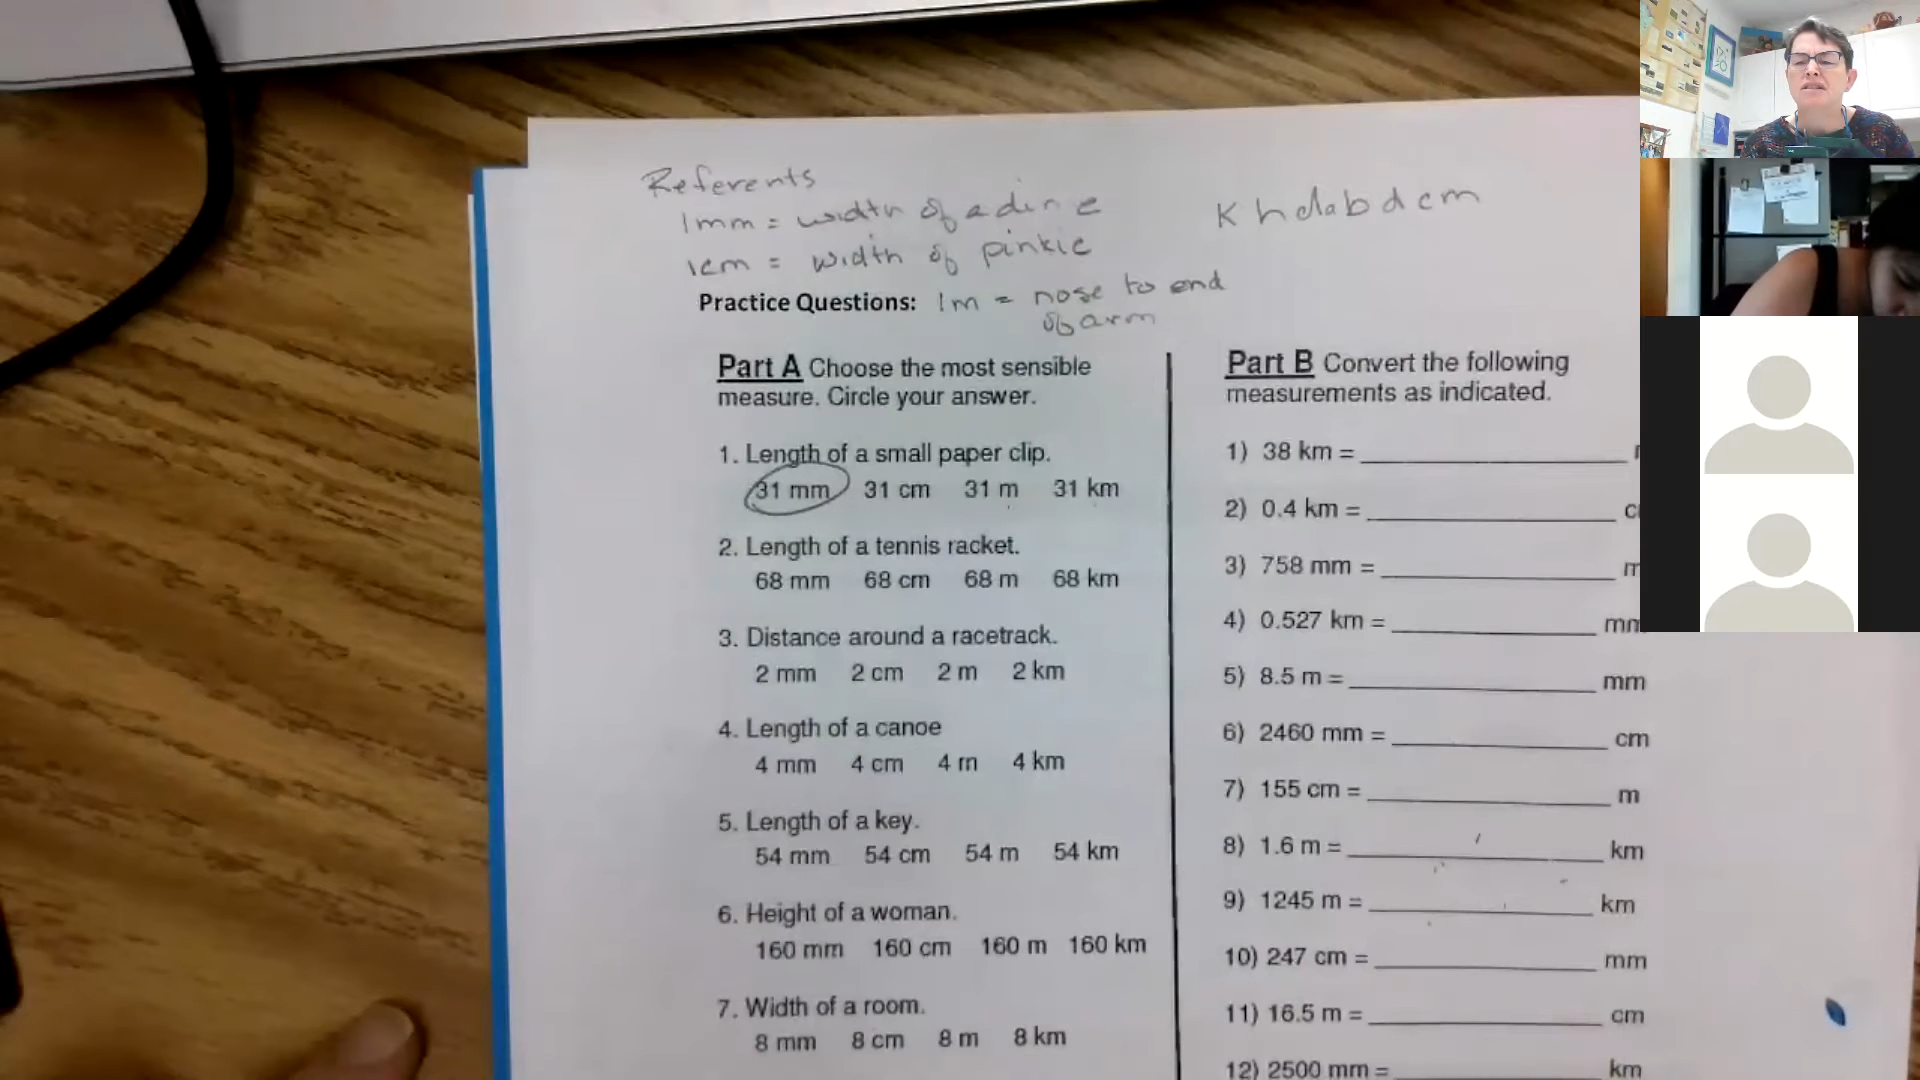 Referents
1mm = width of a dime
K h da b d c m
1cm = width of pinkie
Practice Questions: 1m = nose to end
of arm
Part A Choose the most sensible
measure. Circle your answer.
1. Length of a small paper clip.
31 mm 31 cm 31 m 31 km
2. Length of a tennis racket.
68 mm 68 cm 68 m 68 km
3. Distance around a racetrack.
2 mm 2 cm 2 m 2 km
4. Length of a canoe
4 mm 4 cm 4 m 4 km
5. Length of a key.
54 mm 54 cm 54 m 54 km
6. Height of a woman.
160 mm 160 cm 160 m 160 km
7. Width of a room.
8 mm 8 cm 8 m 8 km
Part B Convert the following
measurements as indicated.
1) 38 km =
2) 0.4 km =
3) 758 mm =
4) 0.527 km = mm
5) 8.5 m = mm
6) 2460 mm = cm
7) 155 cm = m
8) 1.6 m = km
9) 1245 m = km
10) 247 cm = mm
11) 16.5 m = cm
12) 2500 mm = km